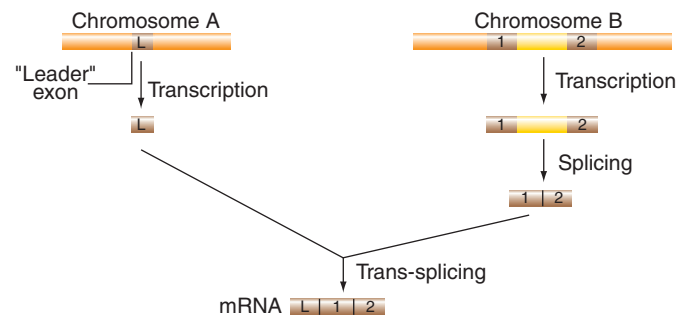 Chromosome A
L
"Leader"
exon
Transcription
L
Chromosome B
1 2
Transcription
1 2
Splicing
1 2
Trans-splicing
mRNA L 1 2